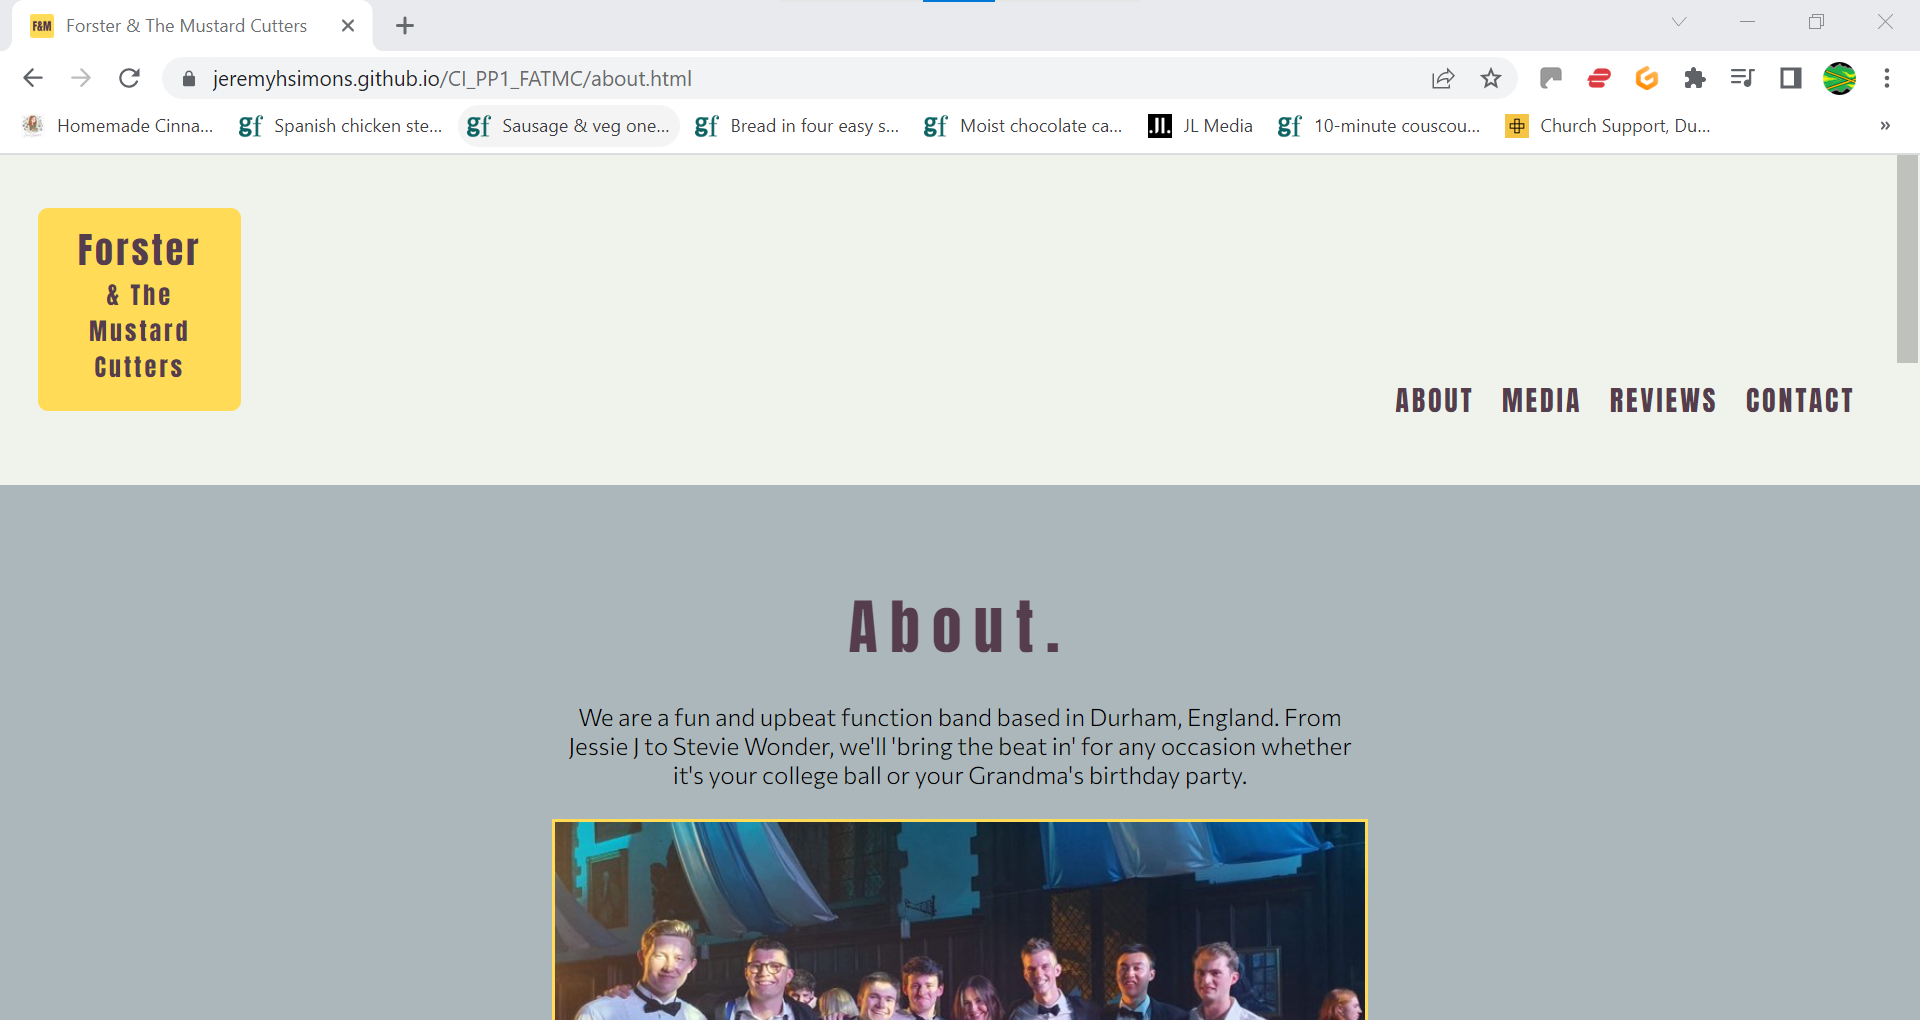 F&M Forster & The Mustard Cutters
jeremyhsimons.github.io/CI_PP1_FATMC/about.html
Homemade Cinna... gf Spanish chicken ste... gf Sausage & veg one... gf Bread in four easy s... gf Moist chocolate ca... .JL. JL Media gf 10-minute couscou... Church Support, Du... »
Forster
& The
Mustard
Cutters
ABOUT MEDIA REVIEWS CONTACT
About.
We are a fun and upbeat function band based in Durham, England. From
Jessie J to Stevie Wonder, we'll 'bring the beat in' for any occasion whether
it's your college ball or your Grandma's birthday party.